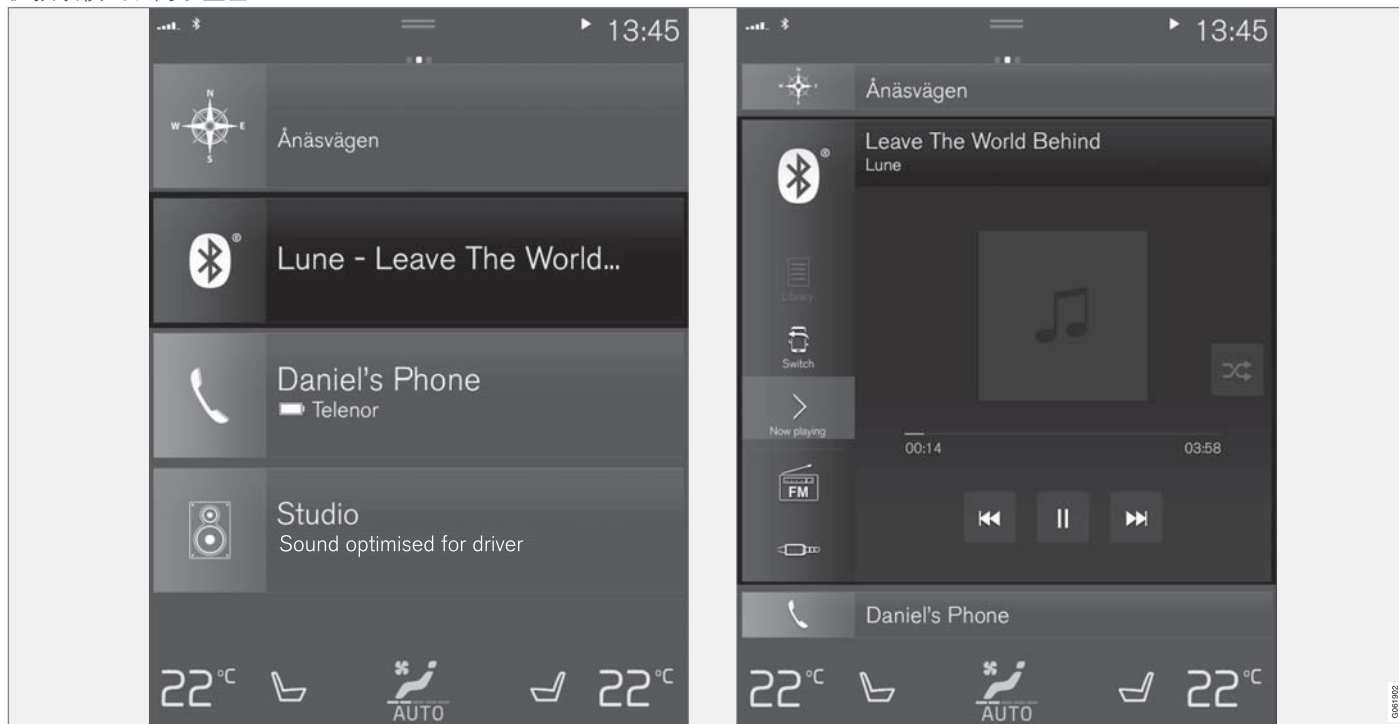 13:45
N
W E
S
Ånäsvägen
Lune - Leave The World...
Daniel's Phone
Telenor
Studio
Sound optimised for driver
22°C
AUTO
22°C
13:45
Ånäsvägen
Leave The World Behind
Lune
Library
Switch
Now playing
00:14
03:58
FM
Daniel's Phone
22°C
AUTO
22°C
G061902